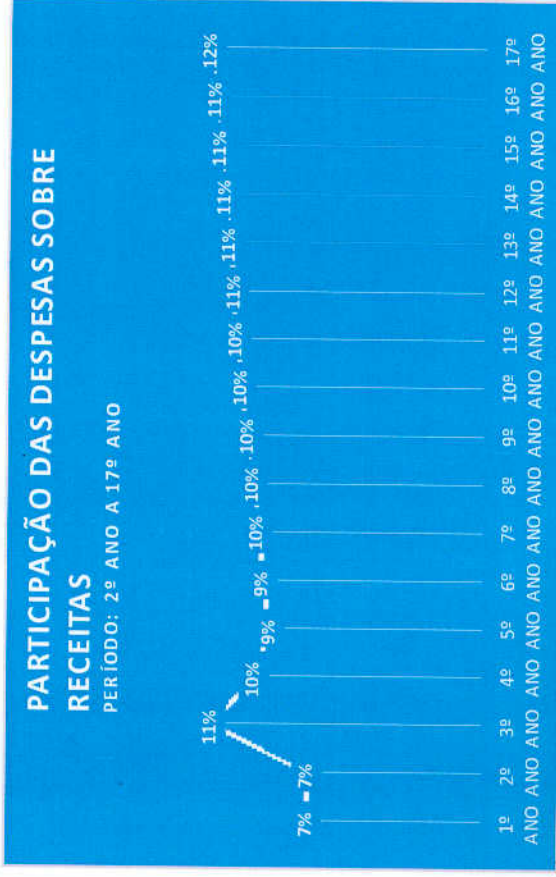 PARTICIPAÇÃO DAS DESPESAS SOBRE
RECEITAS
PERÍODO: 2º ANO A 17º ANO
7% 7% 11% 10% 9% 9% 10% 10% 10% 10% 10% 11% 11% 11% 11% 11% 12%
1º 2º 3º 4º 5º 6º 7º 8º 9º 10º 11º 12º 13º 14º 15º 16º 17º
ANO ANO ANO ANO ANO ANO ANO ANO ANO ANO ANO ANO ANO ANO ANO ANO ANO